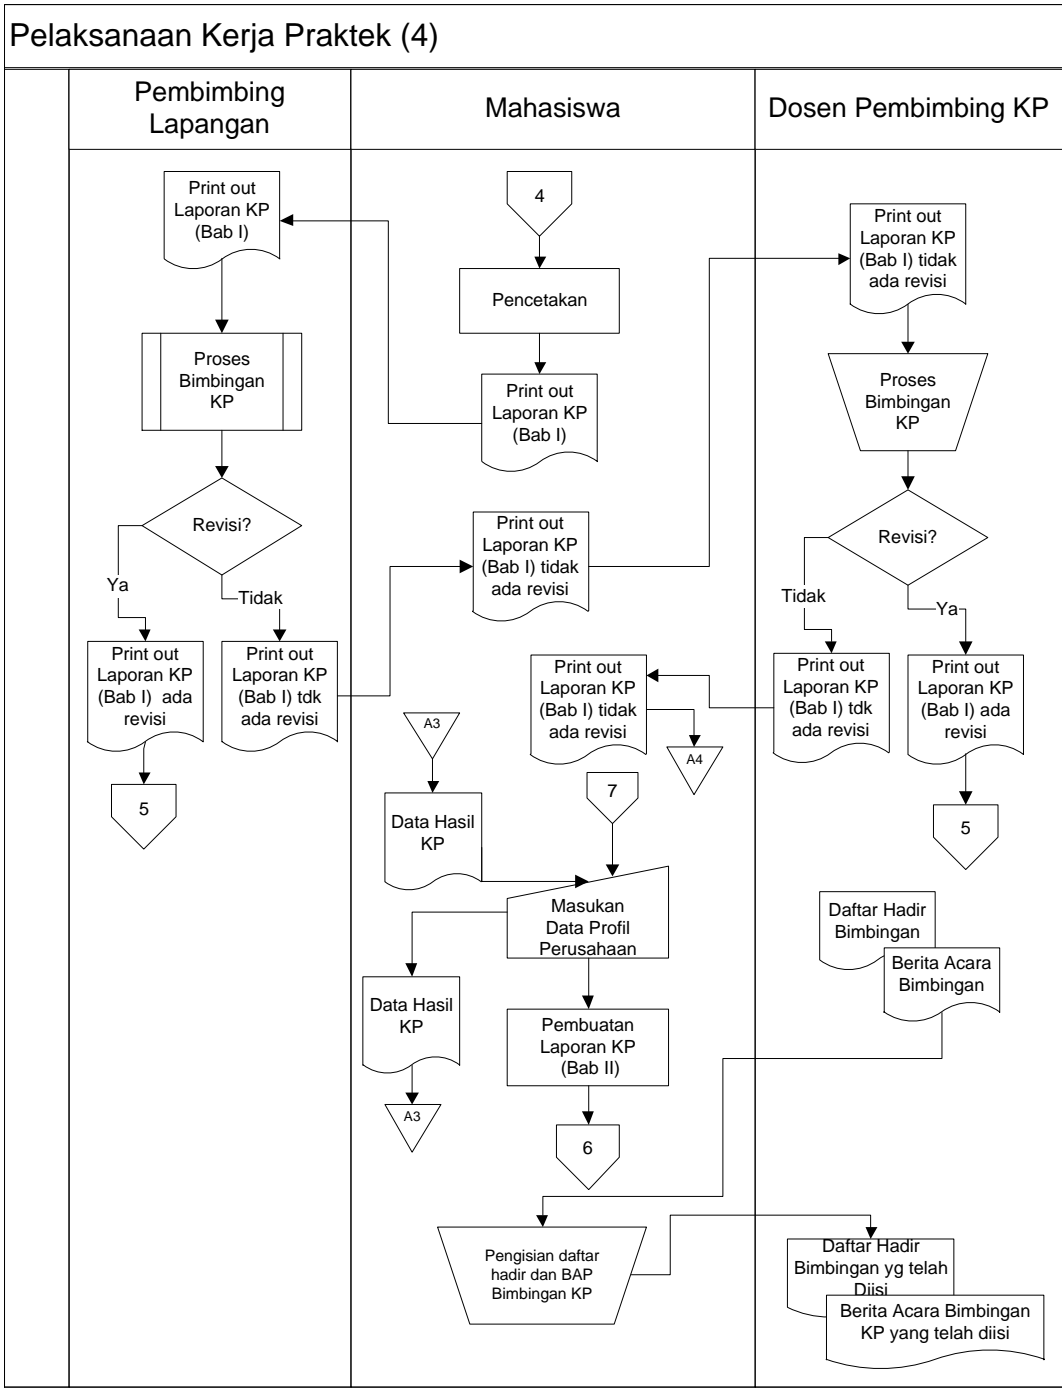 Pelaksanaan Kerja Praktek (4)
Pembimbing
Lapangan
Mahasiswa
Dosen Pembimbing KP
Print out
Laporan KP
(Bab I)
Proses
Bimbingan
KP
Revisi?
Ya
Tidak
Print out
Laporan KP
(Bab I) ada
revisi
Print out
Laporan KP
(Bab I) tdk
ada revisi
5
4
Pencetakan
Print out
Laporan KP
(Bab I)
Print out
Laporan KP
(Bab I) tidak
ada revisi
Print out
Laporan KP
(Bab I) tidak
ada revisi
A4
A3
Data Hasil
KP
7
Masukan
Data Profil
Perusahaan
Data Hasil
KP
A3
Pembuatan
Laporan KP
(Bab II)
6
Pengisian daftar
hadir dan BAP
Bimbingan KP
Print out
Laporan KP
(Bab I) tidak
ada revisi
Proses
Bimbingan
KP
Revisi?
Tidak
Ya
Print out
Laporan KP
(Bab I) tdk
ada revisi
Print out
Laporan KP
(Bab I) ada
revisi
5
Daftar Hadir
Bimbingan
Berita Acara
Bimbingan
Daftar Hadir
Bimbingan yg telah
Diisi
Berita Acara Bimbingan
KP yang telah diisi